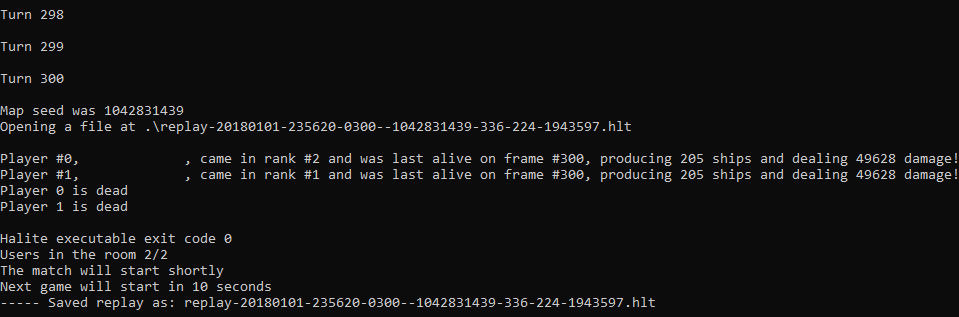 Turn 298
Turn 299
Turn 300
Map seed was 1042831439
Opening a file at .\replay-20180101-235620-0300--1042831439-336-224-1943597.hlt
Player #0, , came in rank #2 and was last alive on frame #300, producing 205 ships and dealing 49628 damage!
Player #1, , came in rank #1 and was last alive on frame #300, producing 205 ships and dealing 49628 damage!
Player 0 is dead
Player 1 is dead
Halite executable exit code 0
Users in the room 2/2
The match will start shortly
Next game will start in 10 seconds
----- Saved replay as: replay-20180101-235620-0300--1042831439-336-224-1943597.hlt